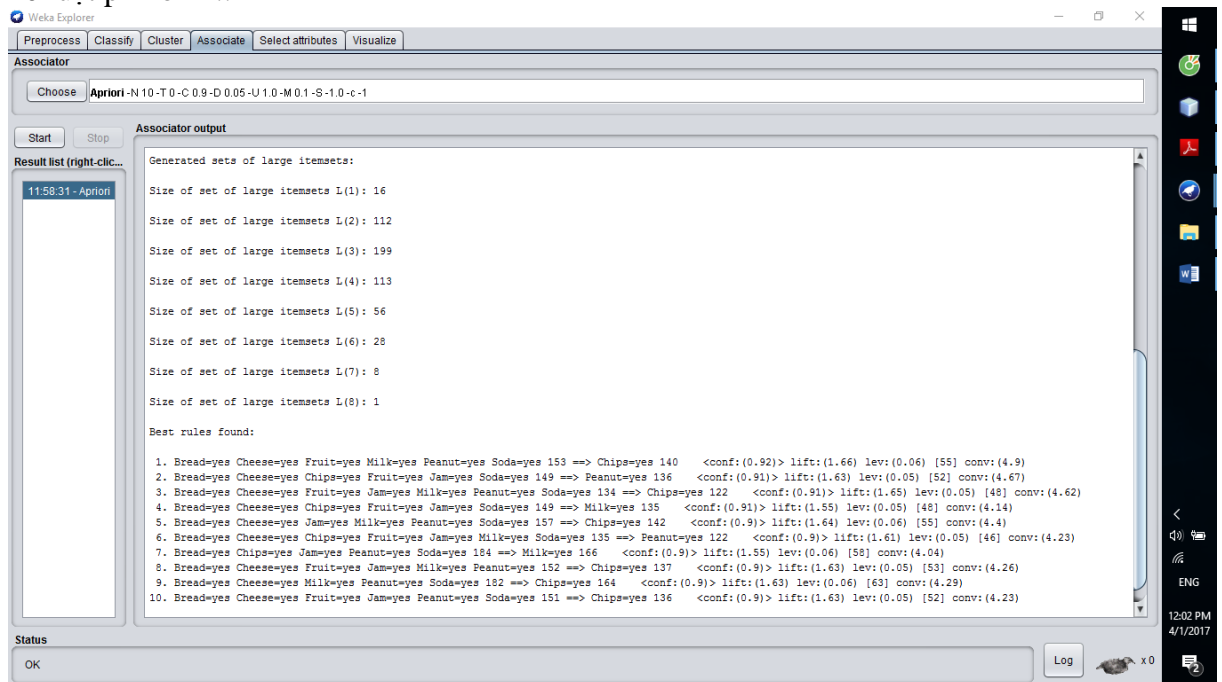 Weka Explorer
Preprocess Classify Cluster Associate Select attributes Visualize
Associator
Choose Apriori -N 10 -T 0 -C 0.9 -D 0.05 -U 1.0 -M 0.1 -S -1.0 -c -1
Start Stop
Associator output
Result list (right-clic...
11:58:31 - Apriori
Generated sets of large itemsets:
Size of set of large itemsets L(1): 16
Size of set of large itemsets L(2): 112
Size of set of large itemsets L(3): 199
Size of set of large itemsets L(4): 113
Size of set of large itemsets L(5): 56
Size of set of large itemsets L(6): 28
Size of set of large itemsets L(7): 8
Size of set of large itemsets L(8): 1
Best rules found:
1. Bread=yes Cheese=yes Fruit=yes Milk=yes Peanut=yes Soda=yes 153 ==> Chips=yes 140 <conf:(0.92)> lift:(1.66) lev:(0.06) [55] conv:(4.9)
2. Bread=yes Cheese=yes Chips=yes Fruit=yes Jam=yes Soda=yes 149 ==> Peanut=yes 136 <conf:(0.91)> lift:(1.63) lev:(0.05) [52] conv:(4.67)
3. Bread=yes Cheese=yes Fruit=yes Jam=yes Milk=yes Peanut=yes Soda=yes 134 ==> Chips=yes 122 <conf:(0.91)> lift:(1.65) lev:(0.05) [48] conv:(4.62)
4. Bread=yes Cheese=yes Chips=yes Fruit=yes Jam=yes Soda=yes 149 ==> Milk=yes 135 <conf:(0.91)> lift:(1.55) lev:(0.05) [48] conv:(4.14)
5. Bread=yes Cheese=yes Jam=yes Milk=yes Peanut=yes Soda=yes 157 ==> Chips=yes 142 <conf:(0.9)> lift:(1.64) lev:(0.06) [55] conv:(4.4)
6. Bread=yes Cheese=yes Chips=yes Fruit=yes Jam=yes Milk=yes Soda=yes 135 ==> Peanut=yes 122 <conf:(0.9)> lift:(1.61) lev:(0.05) [46] conv:(4.23)
7. Bread=yes Chips=yes Jam=yes Peanut=yes Soda=yes 184 ==> Milk=yes 166 <conf:(0.9)> lift:(1.55) lev:(0.06) [58] conv:(4.04)
8. Bread=yes Cheese=yes Fruit=yes Jam=yes Milk=yes Peanut=yes 152 ==> Chips=yes 137 <conf:(0.9)> lift:(1.63) lev:(0.05) [53] conv:(4.26)
9. Bread=yes Cheese=yes Milk=yes Peanut=yes Soda=yes 182 ==> Chips=yes 164 <conf:(0.9)> lift:(1.63) lev:(0.06) [63] conv:(4.29)
10. Bread=yes Cheese=yes Fruit=yes Jam=yes Peanut=yes Soda=yes 151 ==> Chips=yes 136 <conf:(0.9)> lift:(1.63) lev:(0.05) [52] conv:(4.23)
Status
OK
Log x 0
ENG
12:02 PM
4/1/2017
2